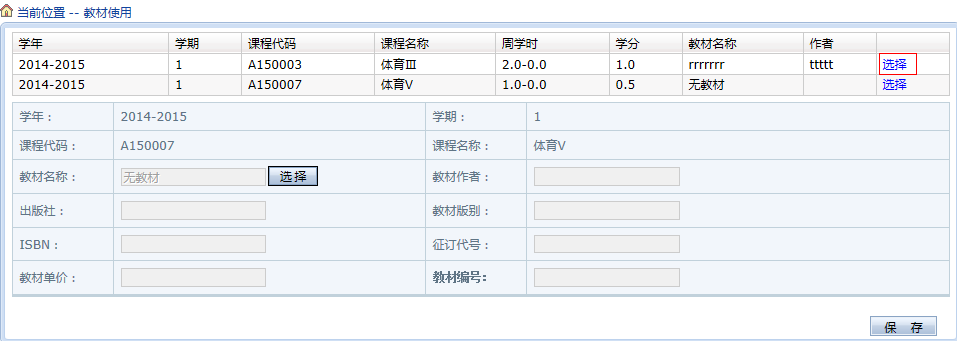 当前位置 -- 教材使用
学年 学期 课程代码 课程名称 周学时 学分 教材名称 作者
2014-2015 1 A150003 体育Ⅲ 2.0-0.0 1.0 rrrrrrr ttttt 选择
2014-2015 1 A150007 体育V 1.0-0.0 0.5 无教材 选择
学年： 2014-2015 学期： 1
课程代码： A150007 课程名称： 体育V
教材名称： 无教材 选择 教材作者：
出版社： 教材版别：
ISBN： 征订代号：
教材单价： 教材编号:
保 存